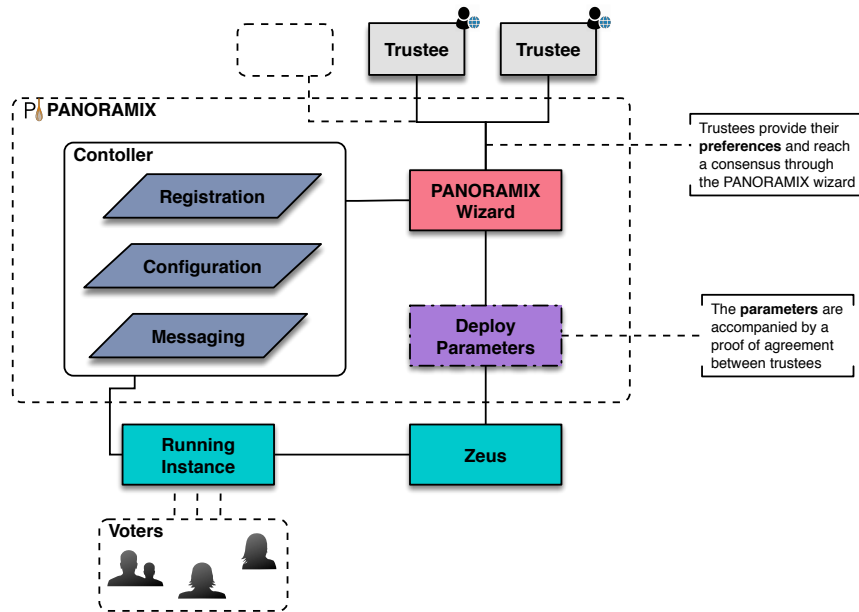 Trustee
Trustee
PANORAMIX
Trustees provide their
preferences and reach
a consensus through
the PANORAMIX wizard
Contoller
Registration
Configuration
Messaging
PANORAMIX
Wizard
Deploy
Parameters
The parameters are
accompanied by a
proof of agreement
between trustees
Running
Instance
Zeus
Voters